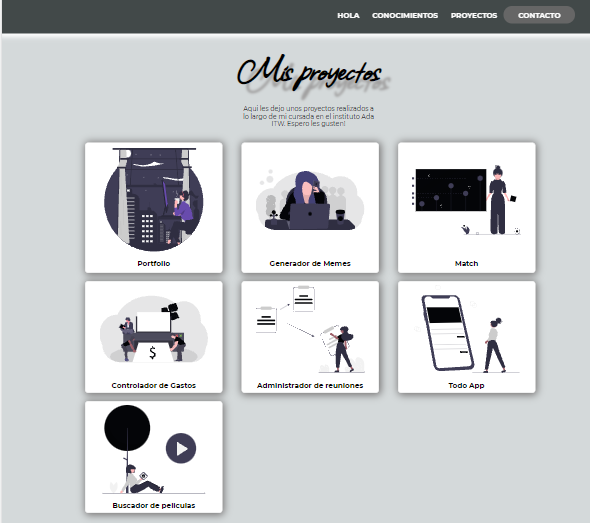 HOLA CONOCIMIENTOS PROYECTOS CONTACTO
Mis proyectos
Aquí les dejo unos proyectos realizados a
lo largo de mi cursada en el instituto Ada
ITW. Espero les gusten!
Portfolio
Generador de Memes
Match
$
Controlador de Gastos
Administrador de reuniones
Todo App
Buscador de peliculas